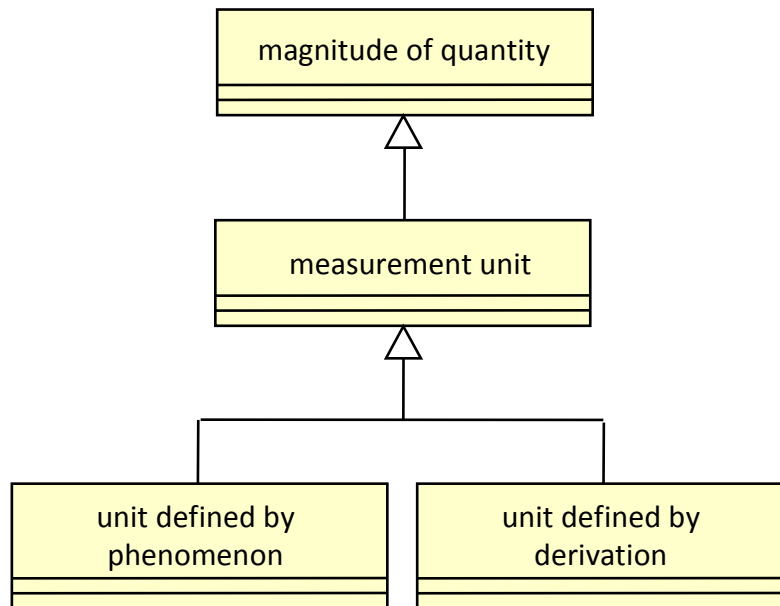 magnitude of quantity
measurement unit
unit defined by
phenomenon
unit defined by
derivation